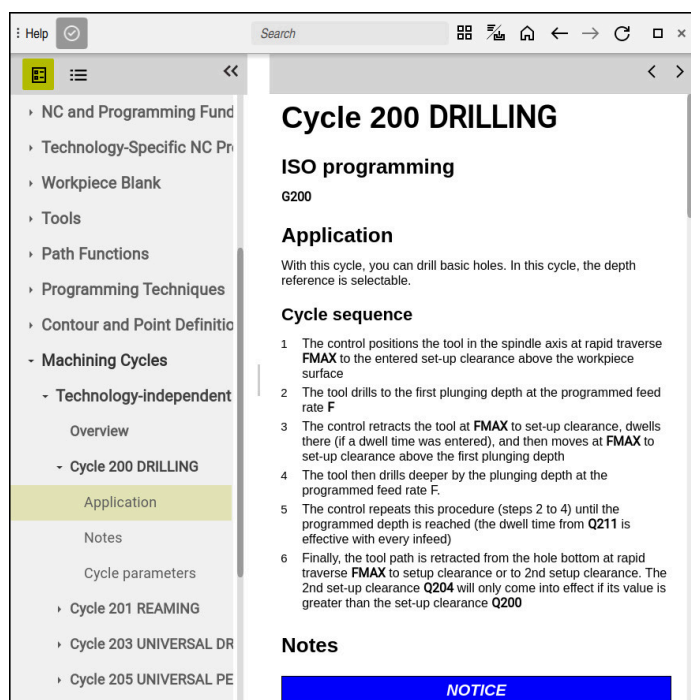 Help
Search
NC and Programming Fund
Technology-Specific NC Pr
Workpiece Blank
Tools
Path Functions
Programming Techniques
Contour and Point Definitio
Machining Cycles
Technology-independent
Overview
Cycle 200 DRILLING
Application
Notes
Cycle parameters
Cycle 201 REAMING
Cycle 203 UNIVERSAL DR
Cycle 205 UNIVERSAL PE
Cycle 200 DRILLING
ISO programming
G200
Application
With this cycle, you can drill basic holes. In this cycle, the depth
reference is selectable.
Cycle sequence
1 The control positions the tool in the spindle axis at rapid traverse
FMAX to the entered set-up clearance above the workpiece
surface
2 The tool drills to the first plunging depth at the programmed feed
rate F
3 The control retracts the tool at FMAX to set-up clearance, dwells
there (if a dwell time was entered), and then moves at FMAX to
set-up clearance above the first plunging depth
4 The tool then drills deeper by the plunging depth at the
programmed feed rate F.
5 The control repeats this procedure (steps 2 to 4) until the
programmed depth is reached (the dwell time from Q211 is
effective with every infeed)
6 Finally, the tool path is retracted from the hole bottom at rapid
traverse FMAX to setup clearance or to 2nd setup clearance. The
2nd set-up clearance Q204 will only come into effect if its value is
greater than the set-up clearance Q200
Notes
NOTICE